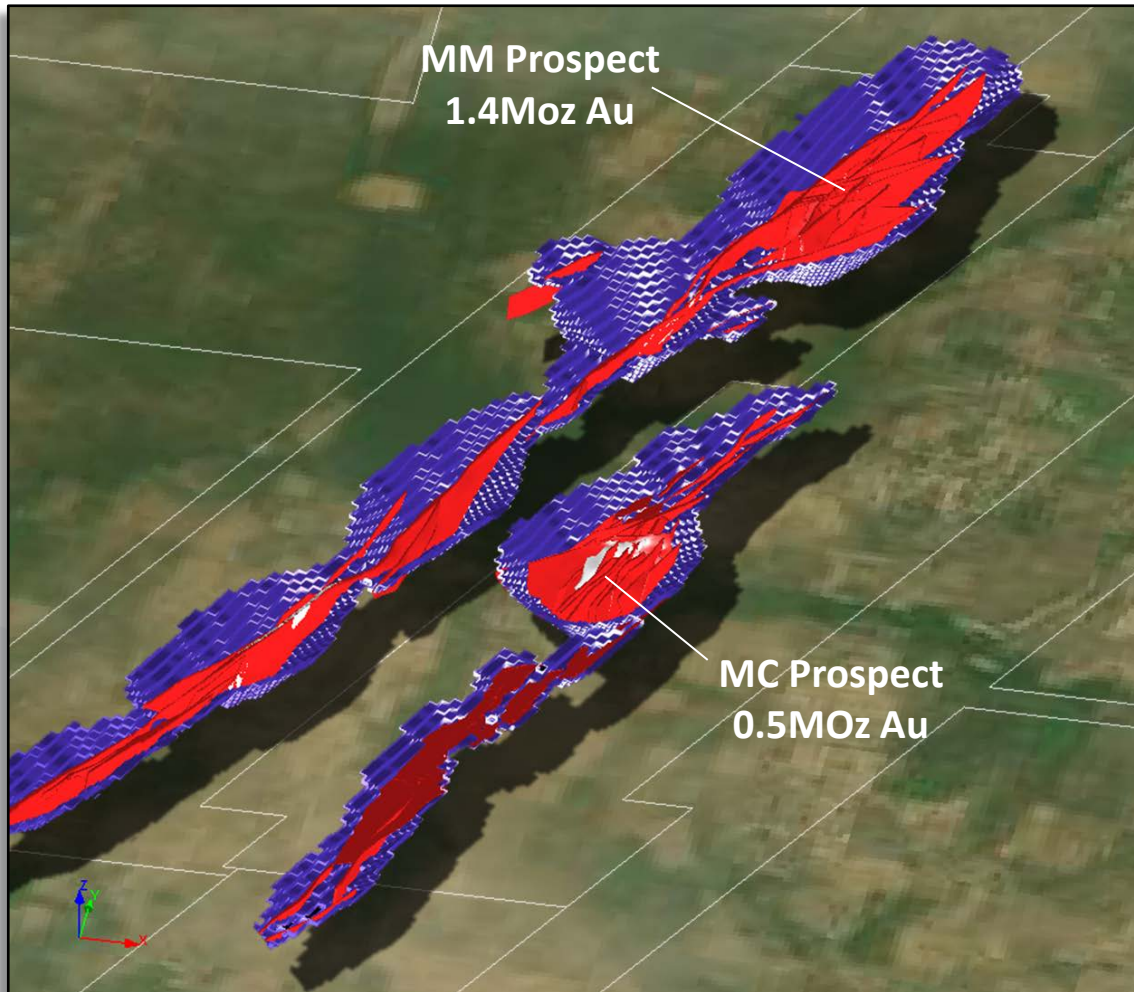 MM Prospect
1.4Moz Au
MC Prospect
0.5MOz Au
Z
Y
X